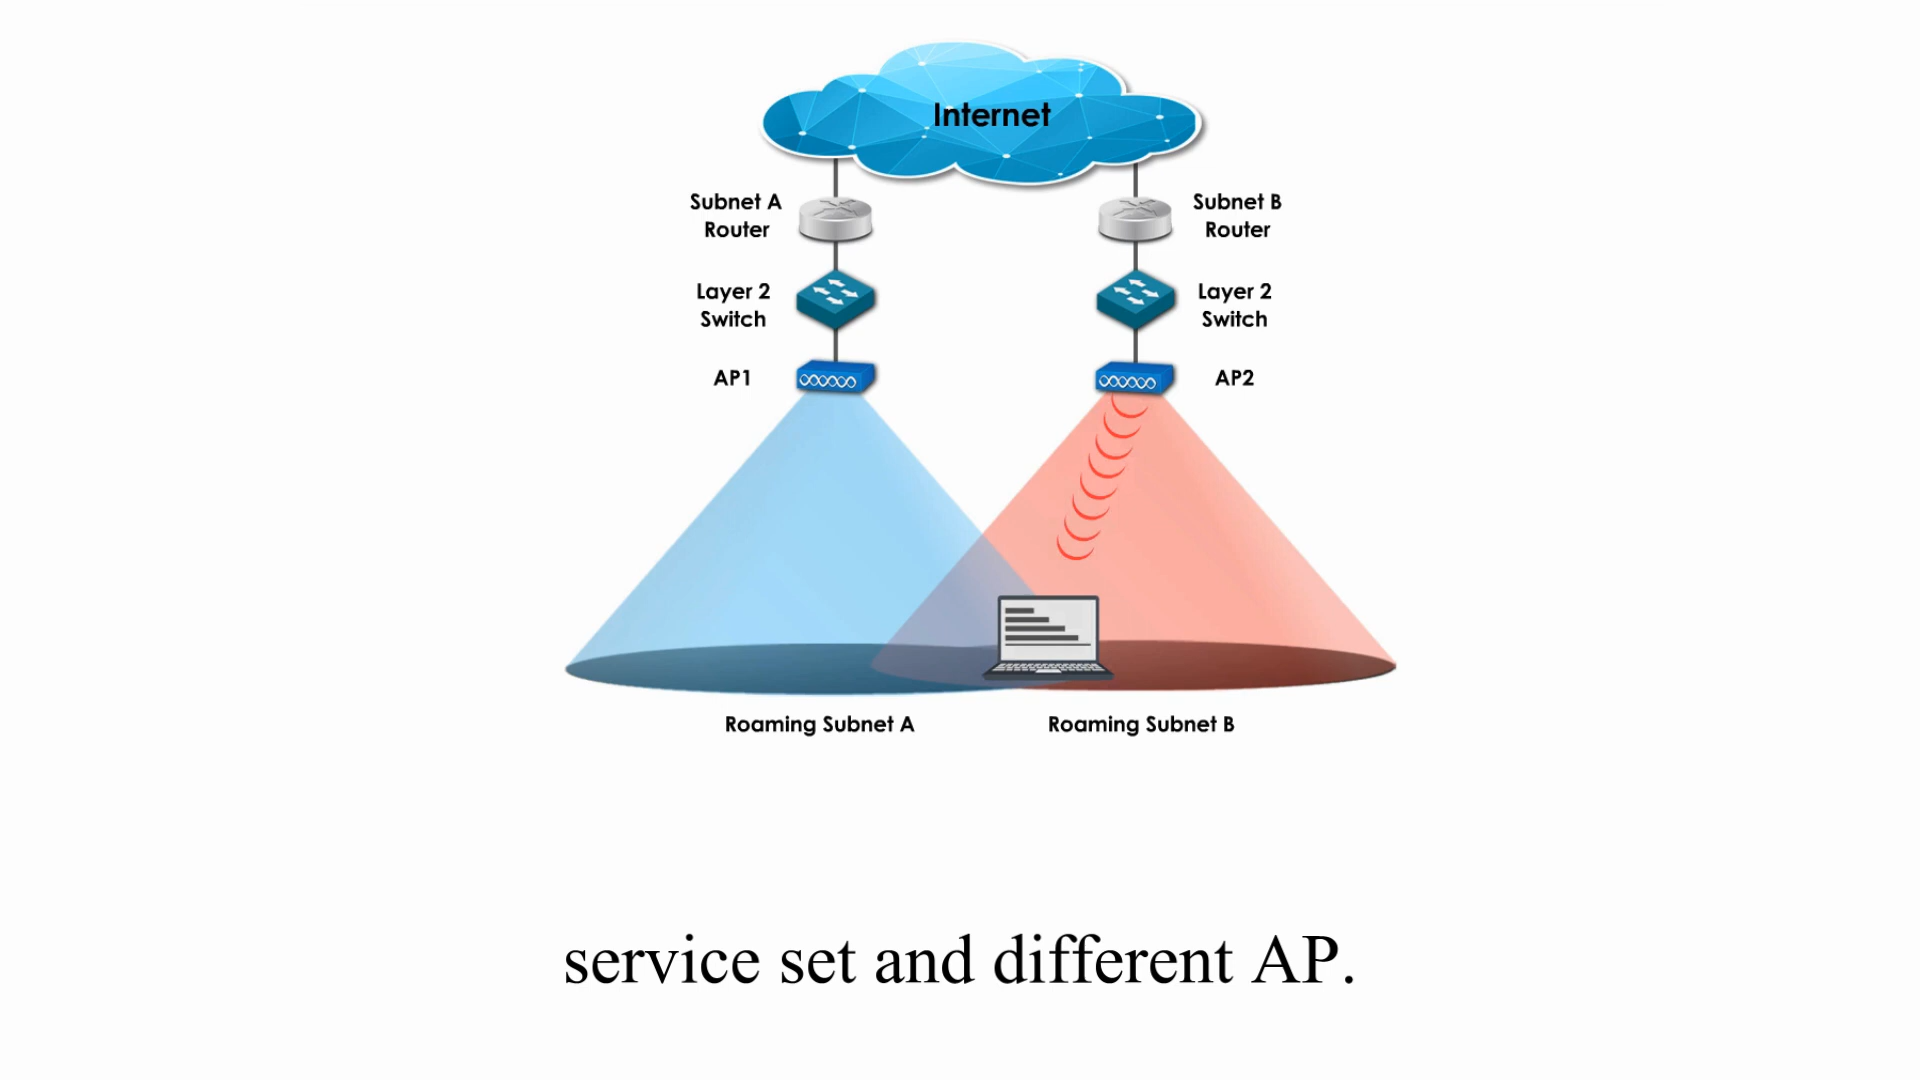 Internet
Subnet A
Router
Subnet B
Router
Layer 2
Switch
Layer 2
Switch
AP1
AP2
Roaming Subnet A
Roaming Subnet B
service set and different AP.